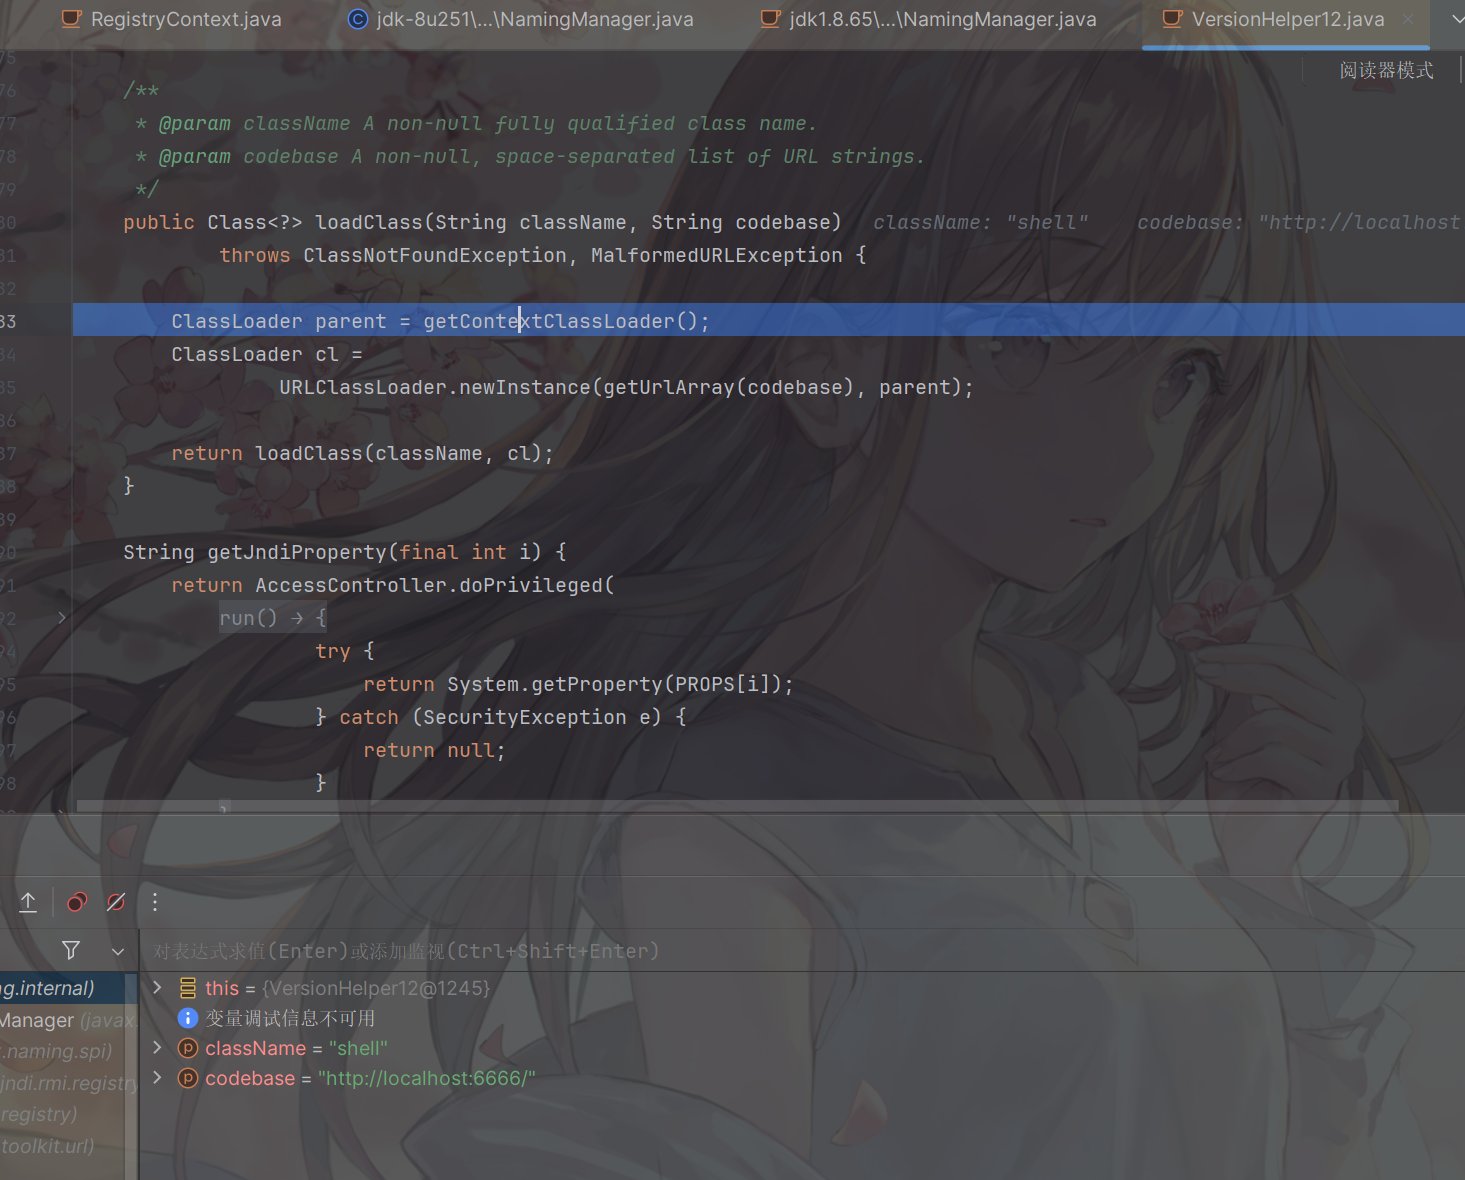 RegistryContext.java
jdk-8u251\...\NamingManager.java
jdk1.8.65\...\NamingManager.java
VersionHelper12.java
阅读器模式
75
76 /**
77 * @param className A non-null fully qualified class name.
78 * @param codebase A non-null, space-separated list of URL strings.
79 */
80 public Class<?> loadClass(String className, String codebase) className: "shell" codebase: "http://localhost
81 throws ClassNotFoundException, MalformedURLException {
82
83 ClassLoader parent = getContextClassLoader();
84 ClassLoader cl =
85 URLClassLoader.newInstance(getUrlArray(codebase), parent);
86
87 return loadClass(className, cl);
88 }
89
90 String getJndiProperty(final int i) {
91 return AccessController.doPrivileged(
92 run() → {
94 try {
95 return System.getProperty(PROPS[i]);
96 } catch (SecurityException e) {
97 return null;
98 }
对表达式求值(Enter)或添加监视(Ctrl+Shift+Enter)
g.internal)
this = {VersionHelper12@1245}
Manager (javax.
变量调试信息不可用
.naming.spi)
className = "shell"
jndi.rmi.registry
codebase = "http://localhost:6666/"
registry)
toolkit.url)